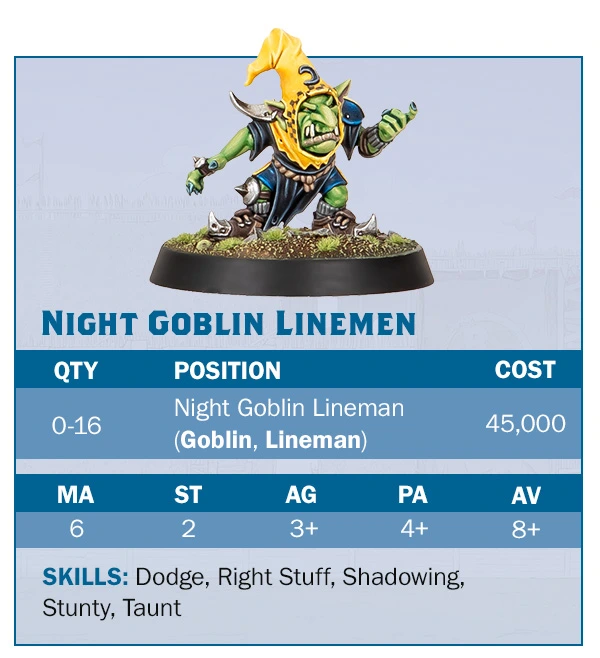 NIGHT GOBLIN LINEMEN
QTY POSITION COST
0-16 Night Goblin Lineman (Goblin, Lineman) 45,000
MA ST AG PA AV
6 2 3+ 4+ 8+
SKILLS: Dodge, Right Stuff, Shadowing,
Stunty, Taunt